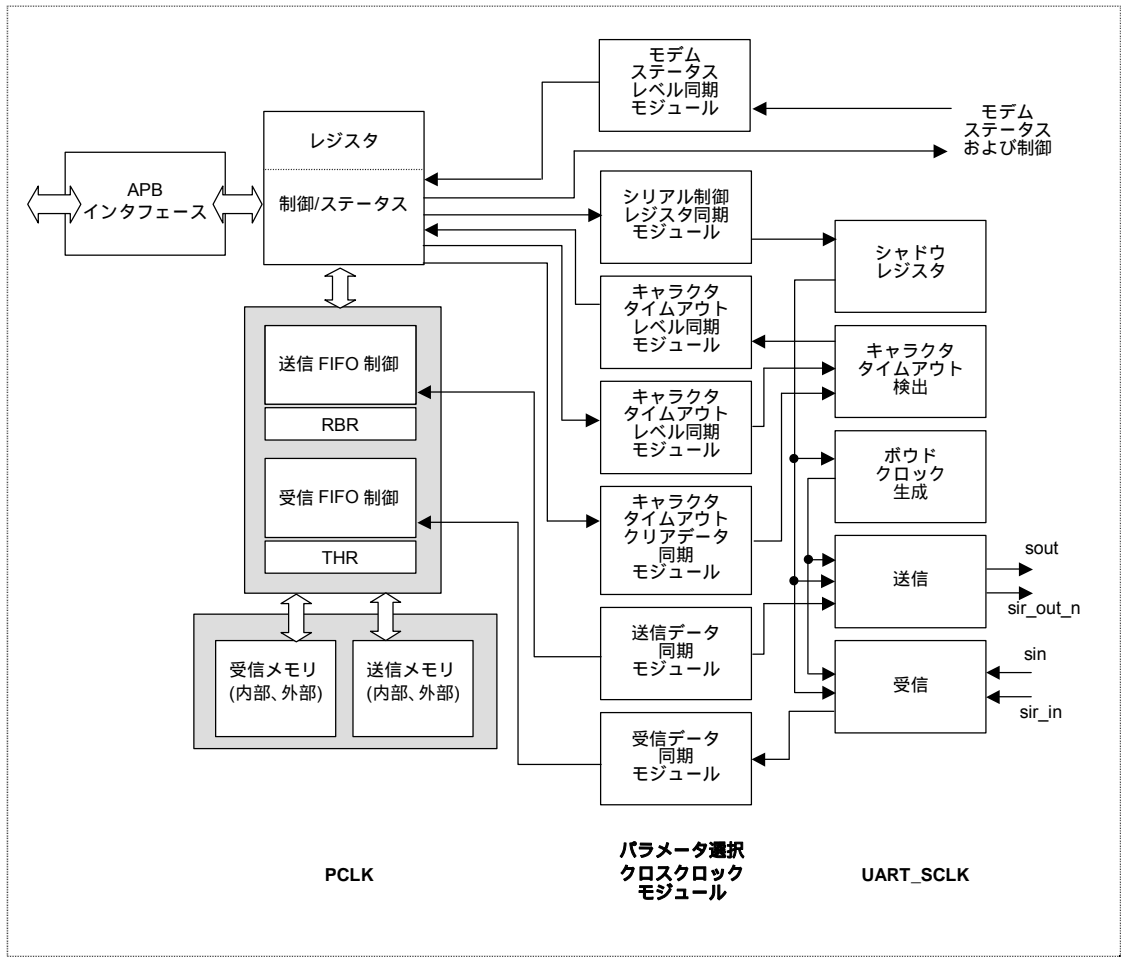 モデム
ステータス
レベル同期
モジュール
モデム
ステータス
および制御
レジスタ
制御/ステータス
APB
インタフェース
シリアル制御
レジスタ同期
モジュール
シャドウ
レジスタ
キャラクタ
タイムアウト
レベル同期
モジュール
キャラクタ
タイムアウト
検出
送信 FIFO 制御
RBR
キャラクタ
タイムアウト
レベル同期
モジュール
ボウド
クロック
生成
受信 FIFO 制御
THR
キャラクタ
タイムアウト
クリアデータ
同期
モジュール
送信
sout
sir_out_n
受信メモリ
(内部、外部)
送信メモリ
(内部、外部)
送信データ
同期
モジュール
受信
sin
sir_in
受信データ
同期
モジュール
PCLK
パラメータ選択
クロスクロック
モジュール
UART_SCLK